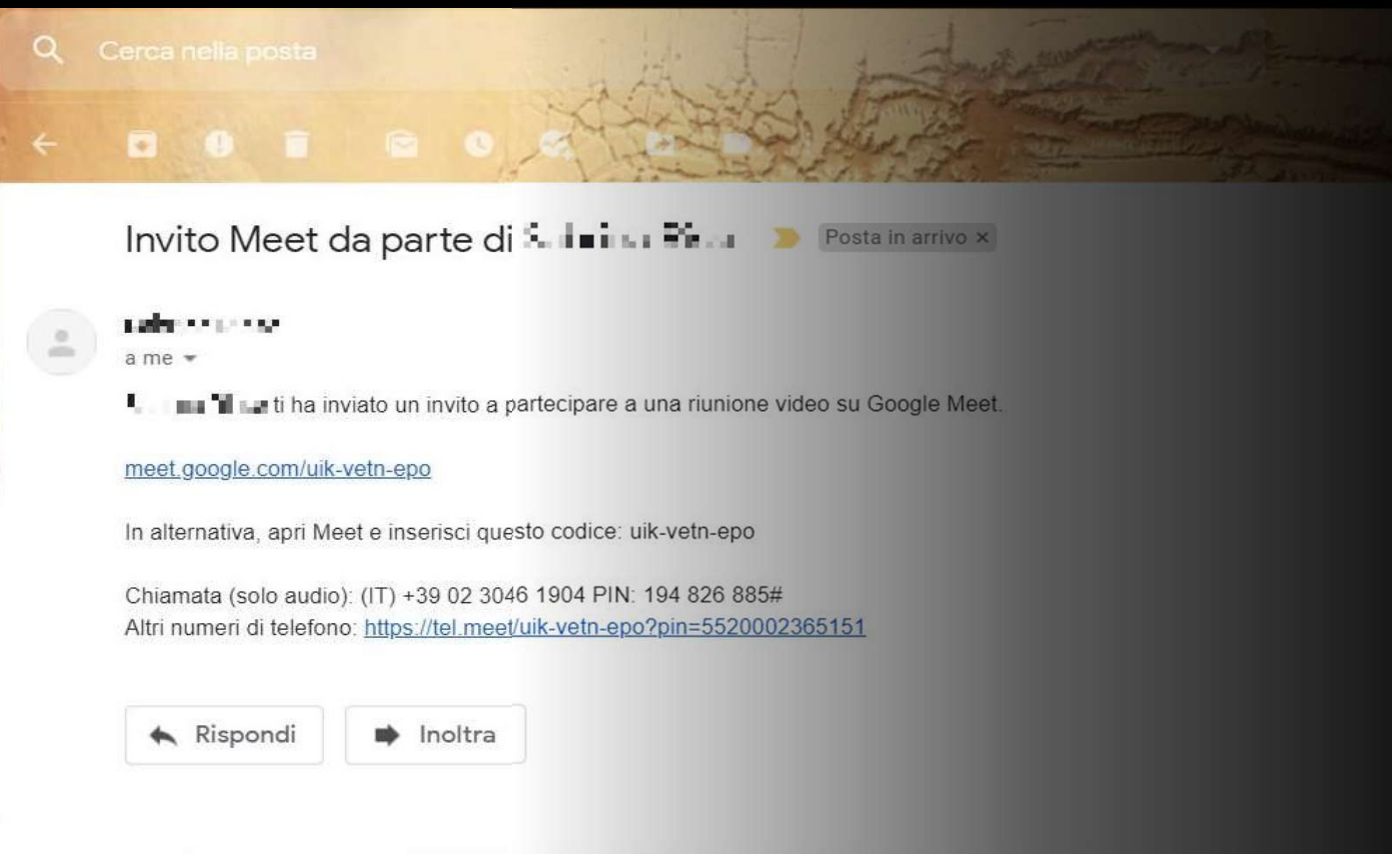 Cerca nella posta
Invito Meet da parte di
Posta in arrivo ×
a me
ti ha inviato un invito a partecipare a una riunione video su Google Meet.
meet.google.com/uik-vetn-epo
In alternativa, apri Meet e inserisci questo codice: uik-vetn-epo
Chiamata (solo audio): (IT) +39 02 3046 1904 PIN: 194 826 885#
Altri numeri di telefono: https://tel.meet/uik-vetn-epo?pin=5520002365151
Rispondi
Inoltra